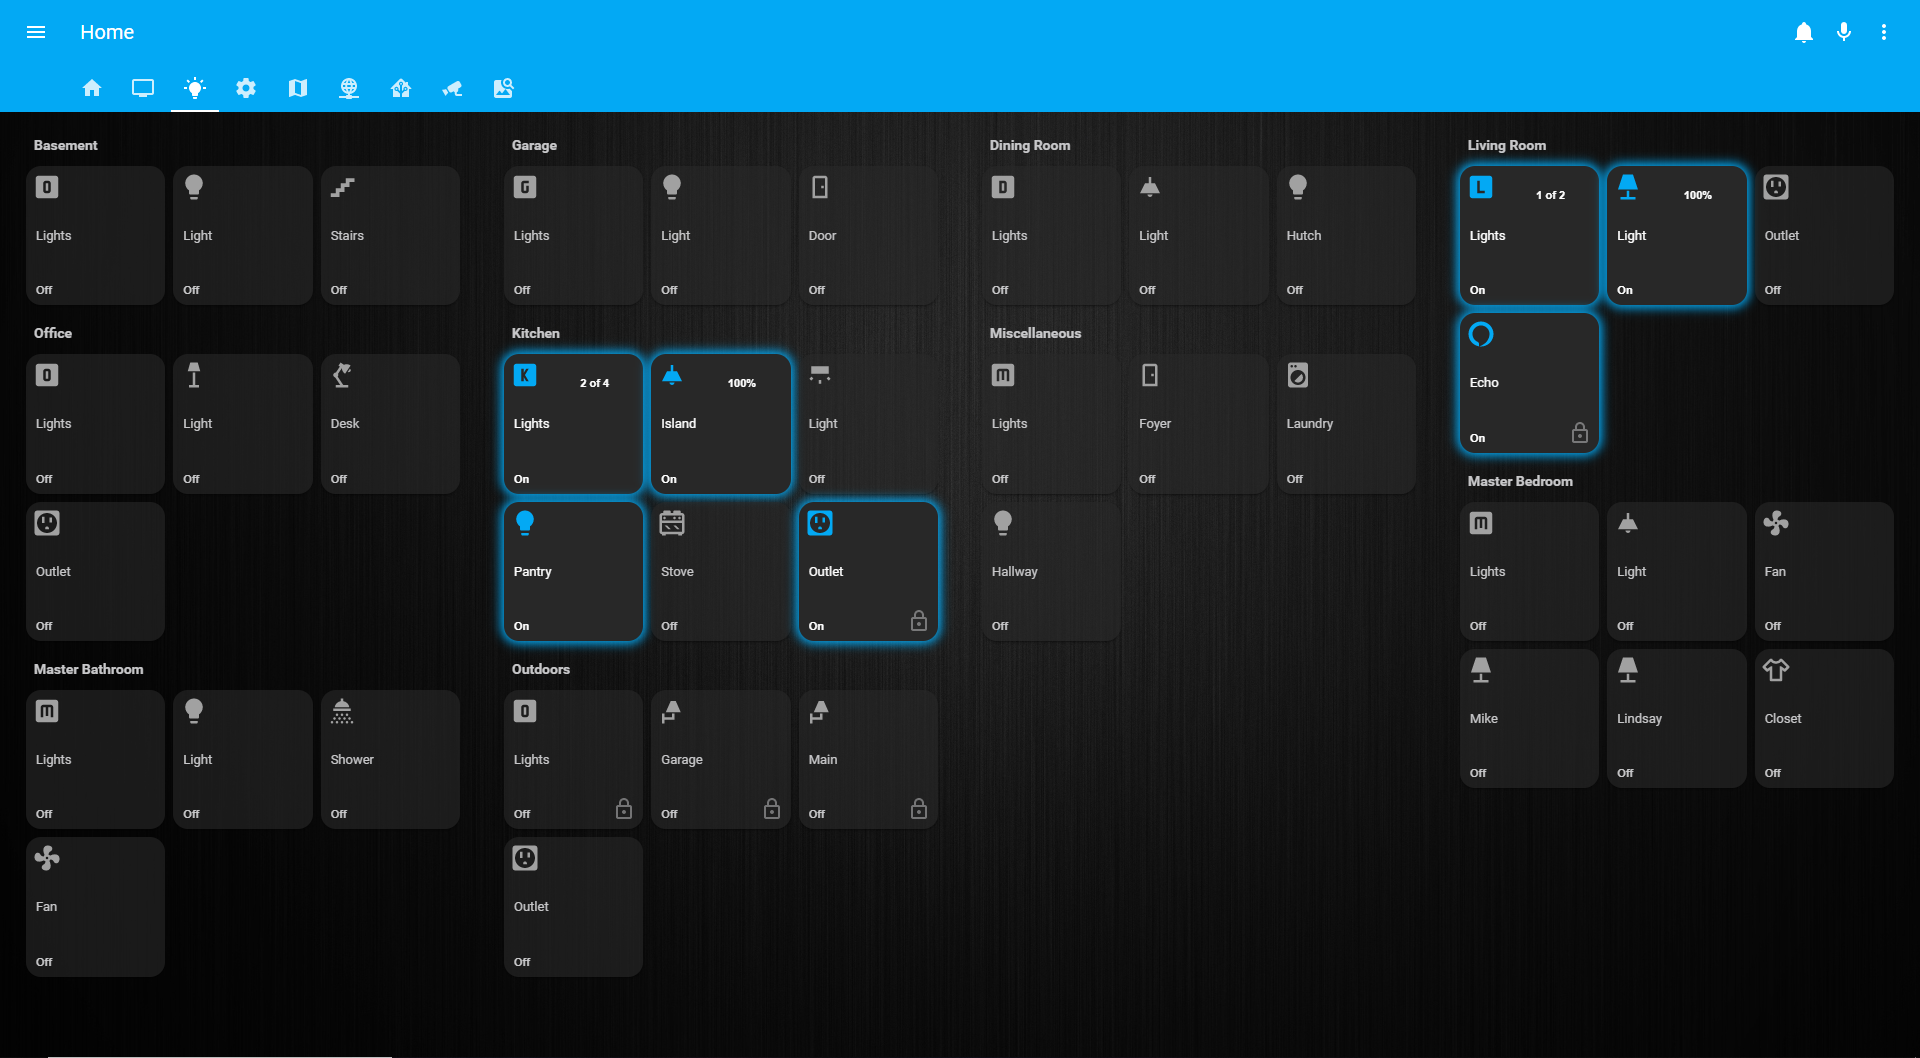 Home
Basement
O
Lights
Off
Light
Off
Stairs
Off
Office
O
Lights
Off
Light
Off
Desk
Off
Outlet
Off
Master Bathroom
M
Lights
Off
Light
Off
Shower
Off
Fan
Off
Garage
G
Lights
Off
Light
Off
Door
Off
Kitchen
K
2 of 4
Lights
On
100%
Island
On
Light
Off
Pantry
On
Stove
Off
Outlet
On
Outdoors
O
Lights
Off
Garage
Off
Main
Off
Outlet
Off
Dining Room
D
Lights
Off
Light
Off
Hutch
Off
Miscellaneous
M
Lights
Off
Foyer
Off
Laundry
Off
Hallway
Off
Living Room
L
1 of 2
Lights
On
100%
Light
On
Outlet
Off
Echo
On
Master Bedroom
M
Lights
Off
Light
Off
Fan
Off
Mike
Off
Lindsay
Off
Closet
Off